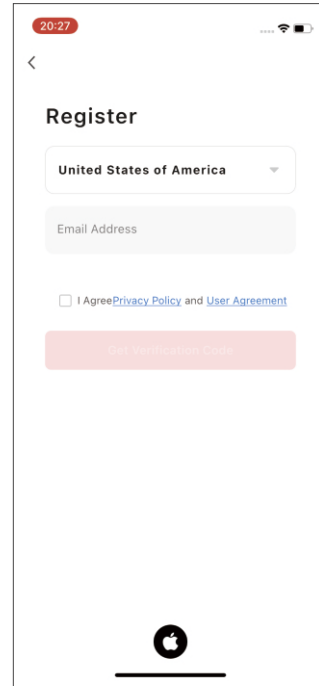 20:27
Register
United States of America
Email Address
I AgreePrivacy Policy and User Agreement
Get Verification Code